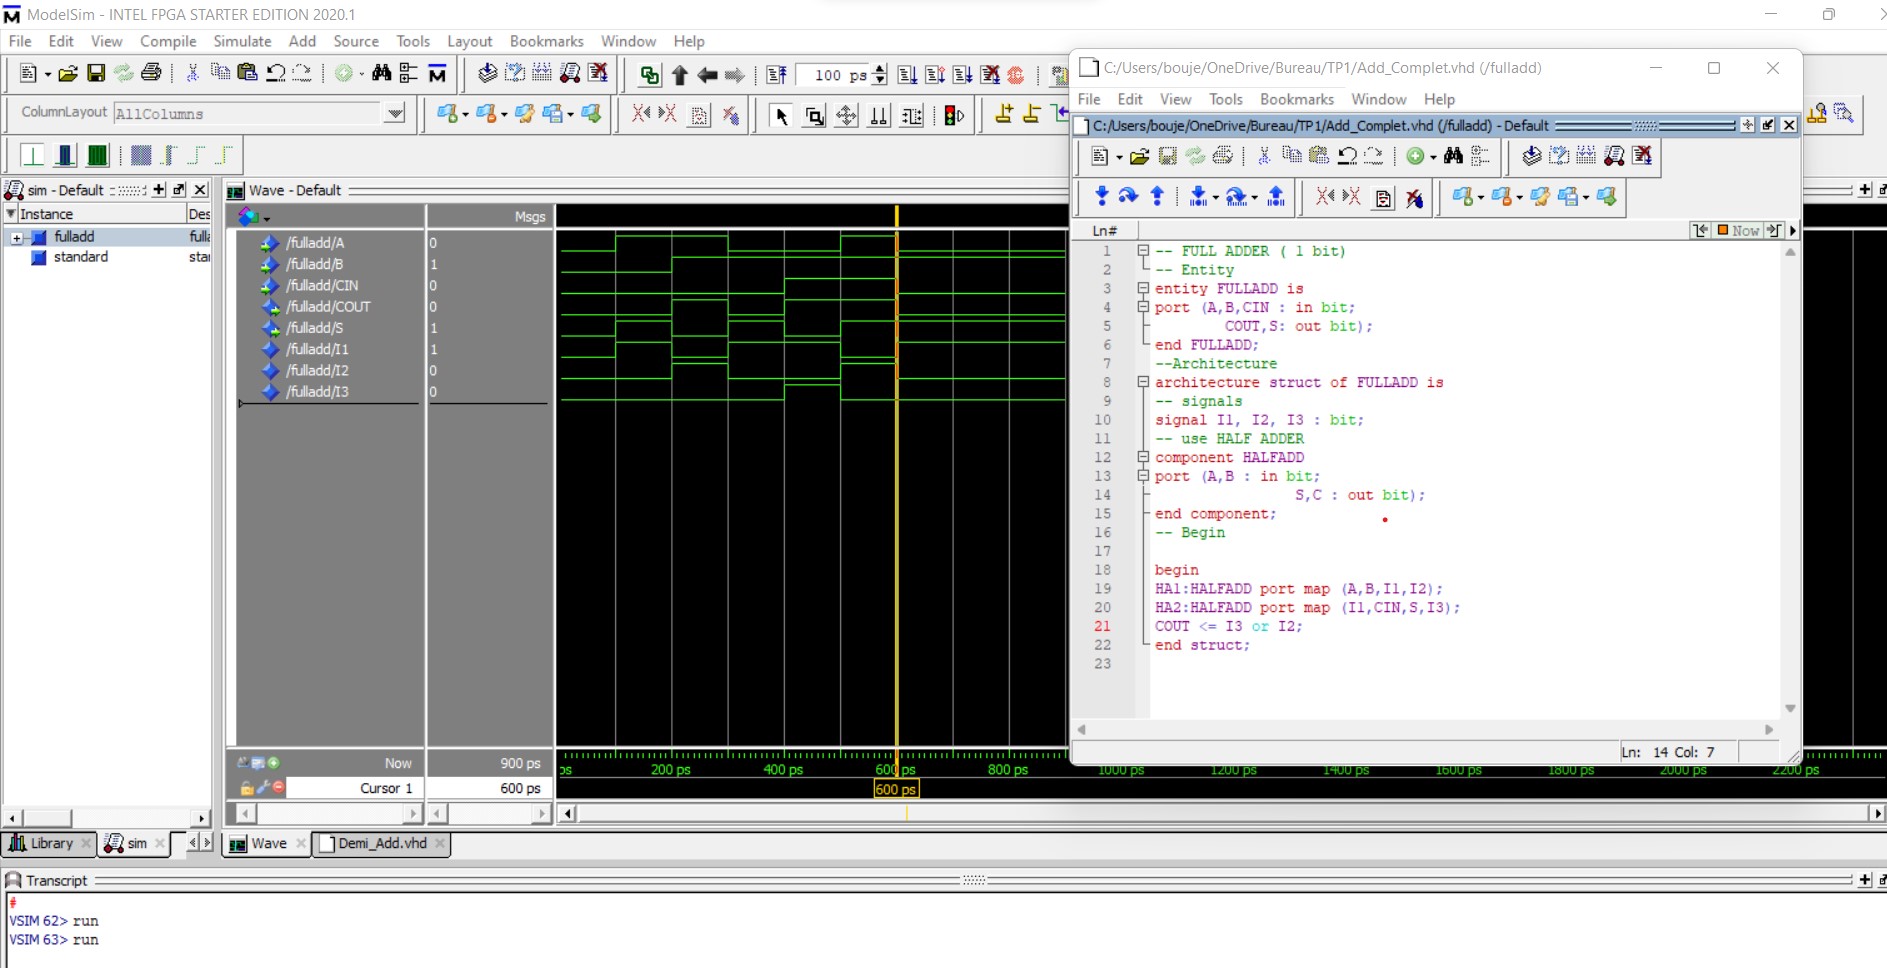 ModelSim - INTEL FPGA STARTER EDITION 2020.1
File Edit View Compile Simulate Add Source Tools Layout Bookmarks Window Help
100 ps
ColumnLayout AllColumns
sim - Default
Instance Des
fulladd fulla
standard star
Wave - Default
Msgs
/fulladd/A 0
/fulladd/B 1
/fulladd/CIN 0
/fulladd/COUT 0
/fulladd/S 1
/fulladd/I1 1
/fulladd/I2 0
/fulladd/I3 0
Now 900 ps
Cursor 1 600 ps
ps 200 ps 400 ps 600 ps 800 ps 1000 ps 1200 ps 1400 ps 1600 ps 1800 ps 2000 ps 2200 ps
600 ps
C:/Users/bouje/OneDrive/Bureau/TP1/Add_Complet.vhd (/fulladd)
File Edit View Tools Bookmarks Window Help
C:/Users/bouje/OneDrive/Bureau/TP1/Add_Complet.vhd (/fulladd) - Default
Ln# Now
1 -- FULL ADDER ( 1 bit)
2 -- Entity
3 entity FULLADD is
4 port (A,B,CIN : in bit;
5 COUT,S: out bit);
6 end FULLADD;
7 --Architecture
8 architecture struct of FULLADD is
9 -- signals
10 signal I1, I2, I3 : bit;
11 -- use HALF ADDER
12 component HALFADD
13 port (A,B : in bit;
14 S,C : out bit);
15 end component;
16 -- Begin
17
18 begin
19 HA1:HALFADD port map (A,B,I1,I2);
20 HA2:HALFADD port map (I1,CIN,S,I3);
21 COUT <= I3 or I2;
22 end struct;
23
Ln: 14 Col: 7
Library sim Wave Demi_Add.vhd
Transcript
#
VSIM 62> run
VSIM 63> run